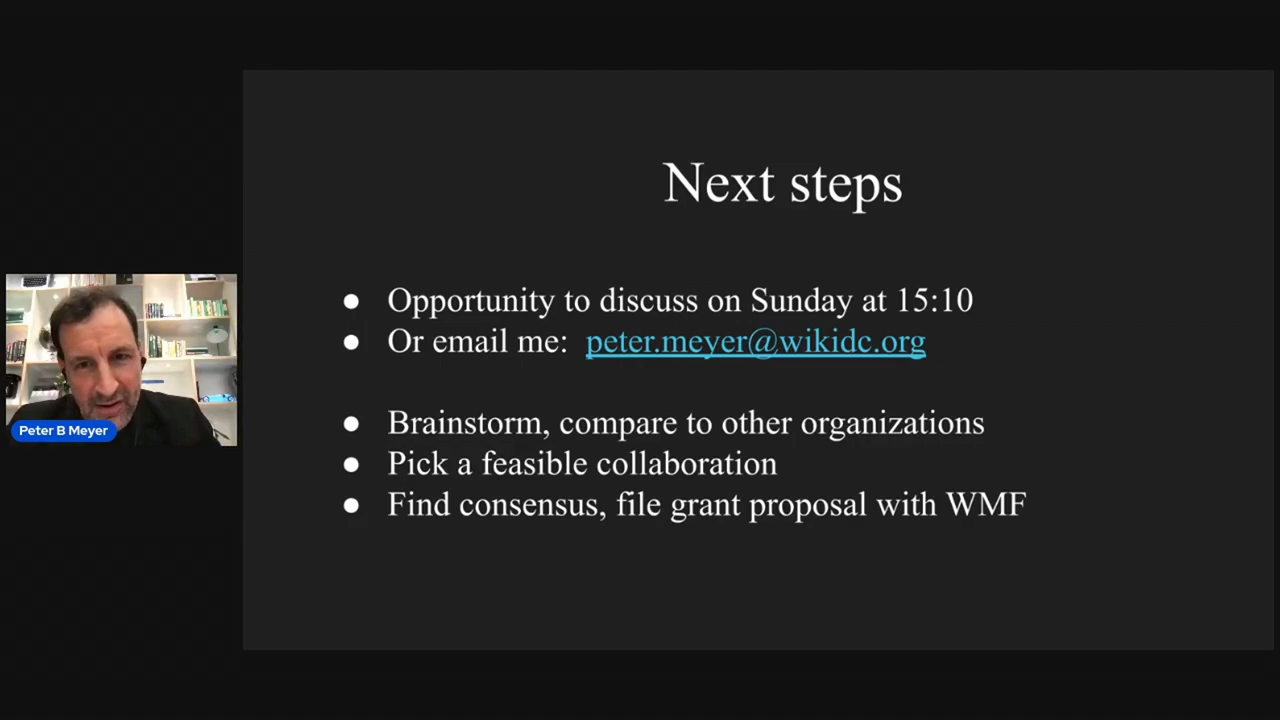 Next steps
● Opportunity to discuss on Sunday at 15:10
● Or email me: peter.meyer@wikidc.org
● Brainstorm, compare to other organizations
● Pick a feasible collaboration
● Find consensus, file grant proposal with WMF
Peter B Meyer